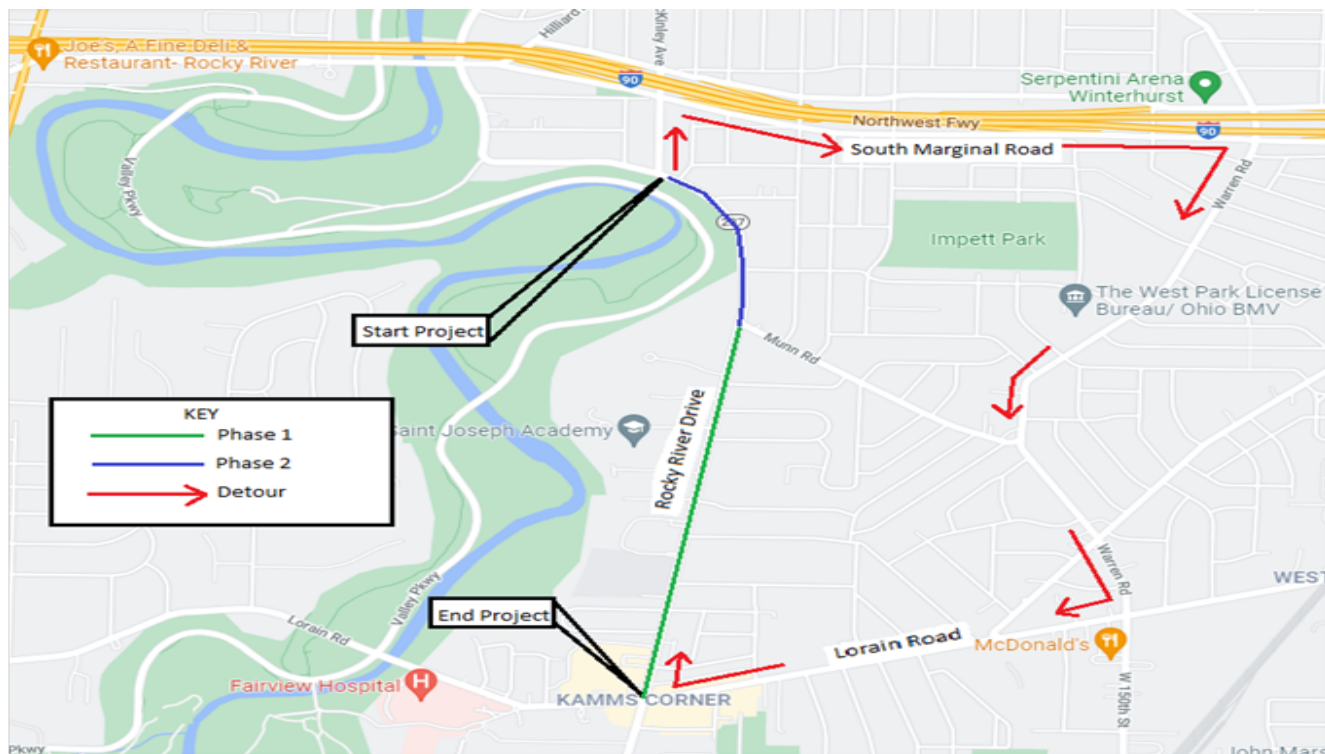 Hilliard
cKinley Ave
Joe's, A Fine Deli &
Restaurant- Rocky River
90
Serpentini Arena
Winterhurst
Northwest Fwy
90
South Marginal Road
Valley Pkwy
Warren Rd
237
Impett Park
The West Park License
Bureau/ Ohio BMV
Start Project
Munn Rd
KEY
Phase 1
Phase 2
Detour
Saint Joseph Academy
Rocky River Drive
Warren Rd
WEST
Valley Pkwy
End Project
Lorain Rd
Lorain Road
McDonald's
Fairview Hospital
H
KAMMS CORNER
W 150th St
Pkwy
John Mars